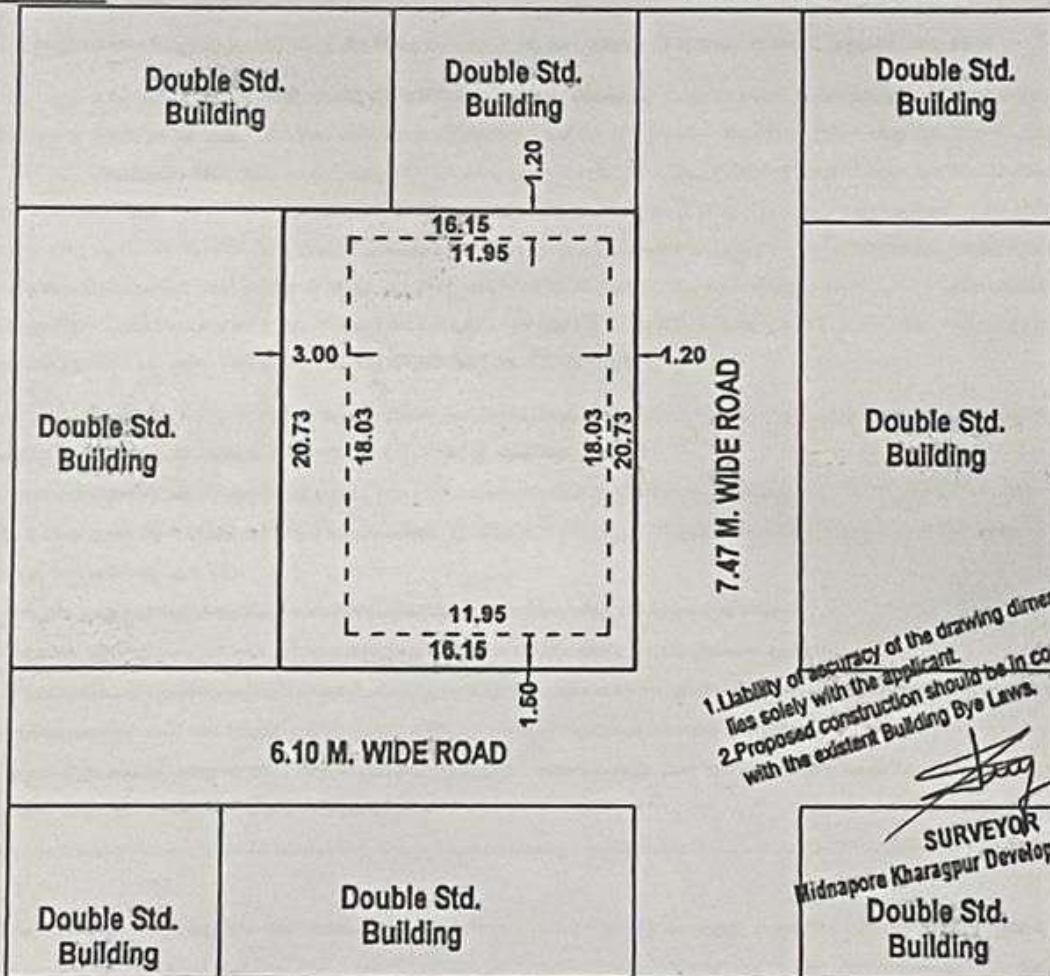 Double Std.
Building
Double Std.
Building
Double Std.
Building
1.20
16.15
11.95
3.00
1.20
Double Std.
Building
20.73
18.03
18.03
20.73
7.47 M. WIDE ROAD
Double Std.
Building
11.95
16.15
1.50
6.10 M. WIDE ROAD
1.Liability of accuracy of the drawing
lies solely with the applicant.
2.Proposed construction should be in
with the existent Building Bye Laws.
SURVEYOR
Midnapore Kharagpur
Double Std.
Building
Double Std.
Building
Double Std.
Building